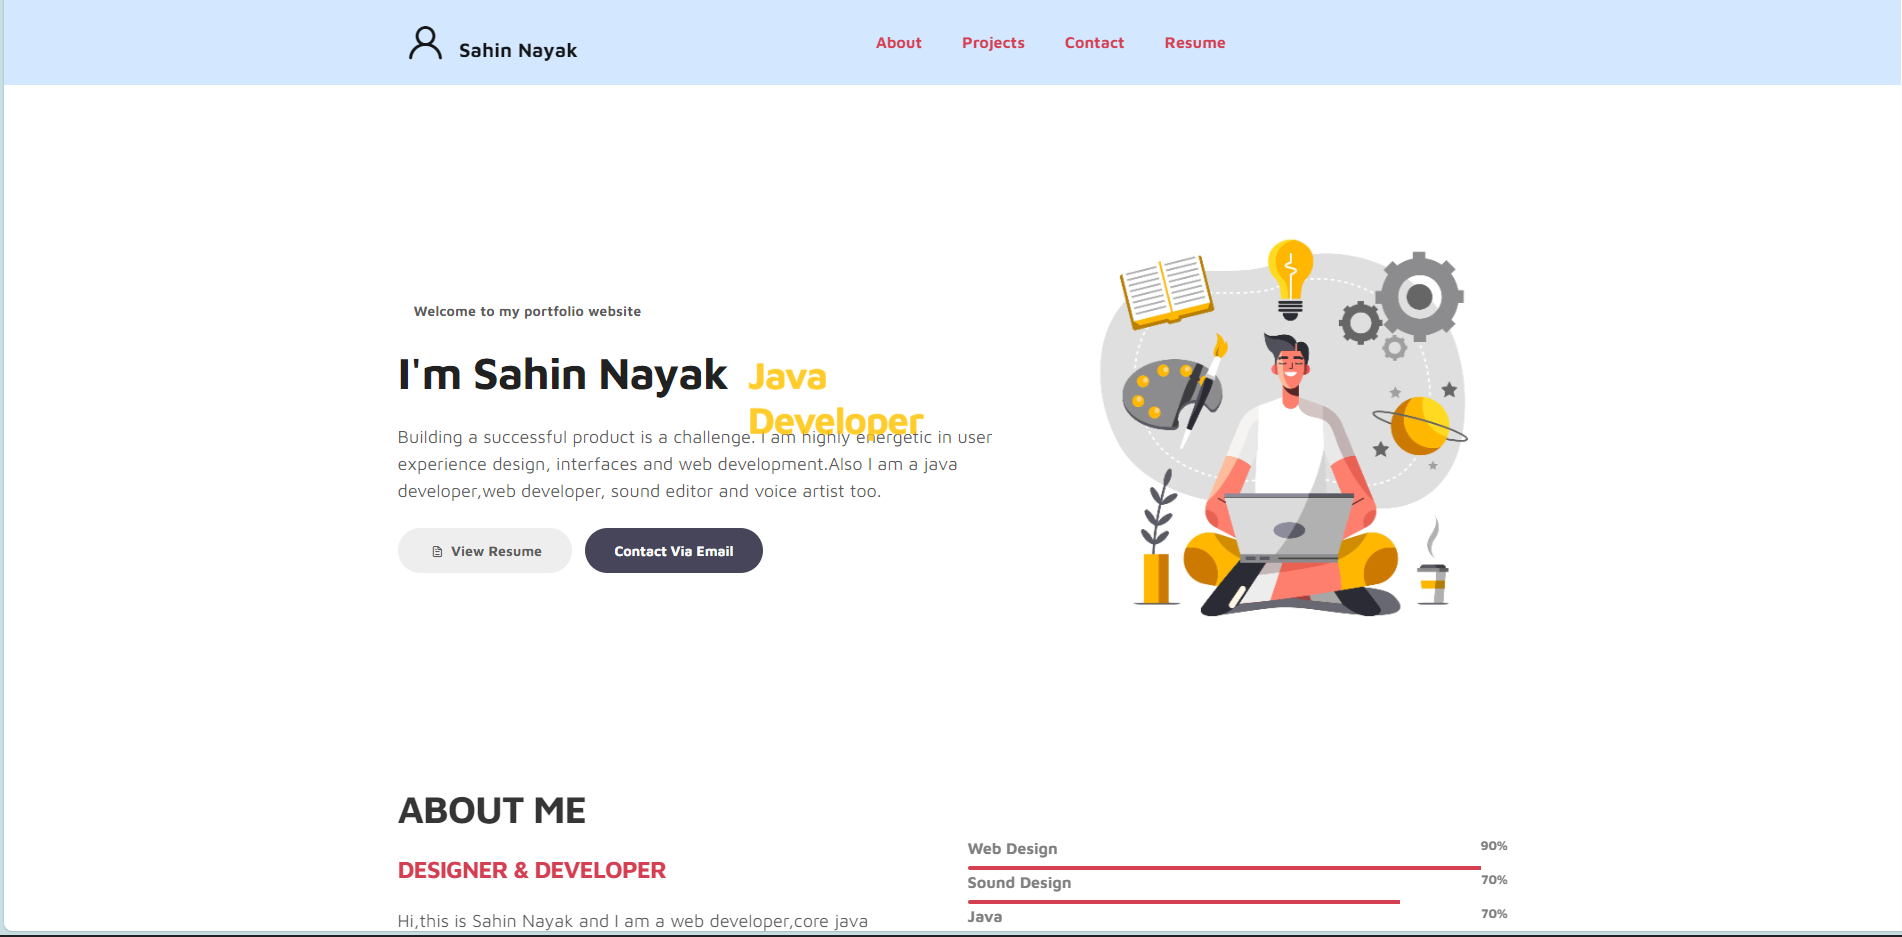 Sahin Nayak
About Projects Contact Resume
Welcome to my portfolio website
I'm Sahin Nayak
Java
Developer
Building a successful product is a challenge. I am highly energetic in user
experience design, interfaces and web development.Also I am a java
developer,web developer, sound editor and voice artist too.
View Resume
Contact Via Email
ABOUT ME
DESIGNER & DEVELOPER
Hi,this is Sahin Nayak and I am a web developer,core java
Web Design 90%
Sound Design 70%
Java 70%